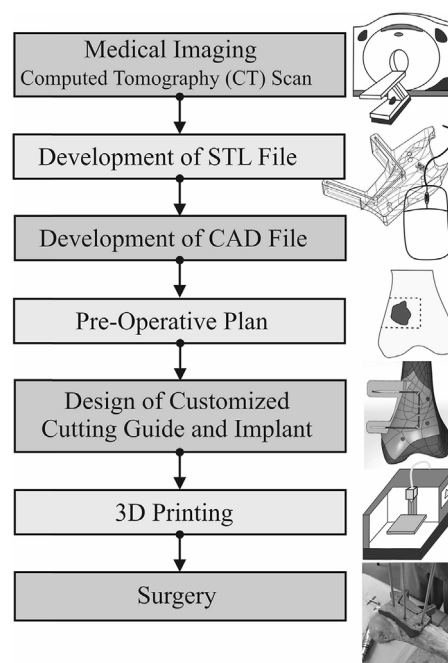 Medical Imaging
Computed Tomography (CT) Scan
Development of STL File
Development of CAD File
Pre-Operative Plan
Design of Customized
Cutting Guide and Implant
3D Printing
Surgery